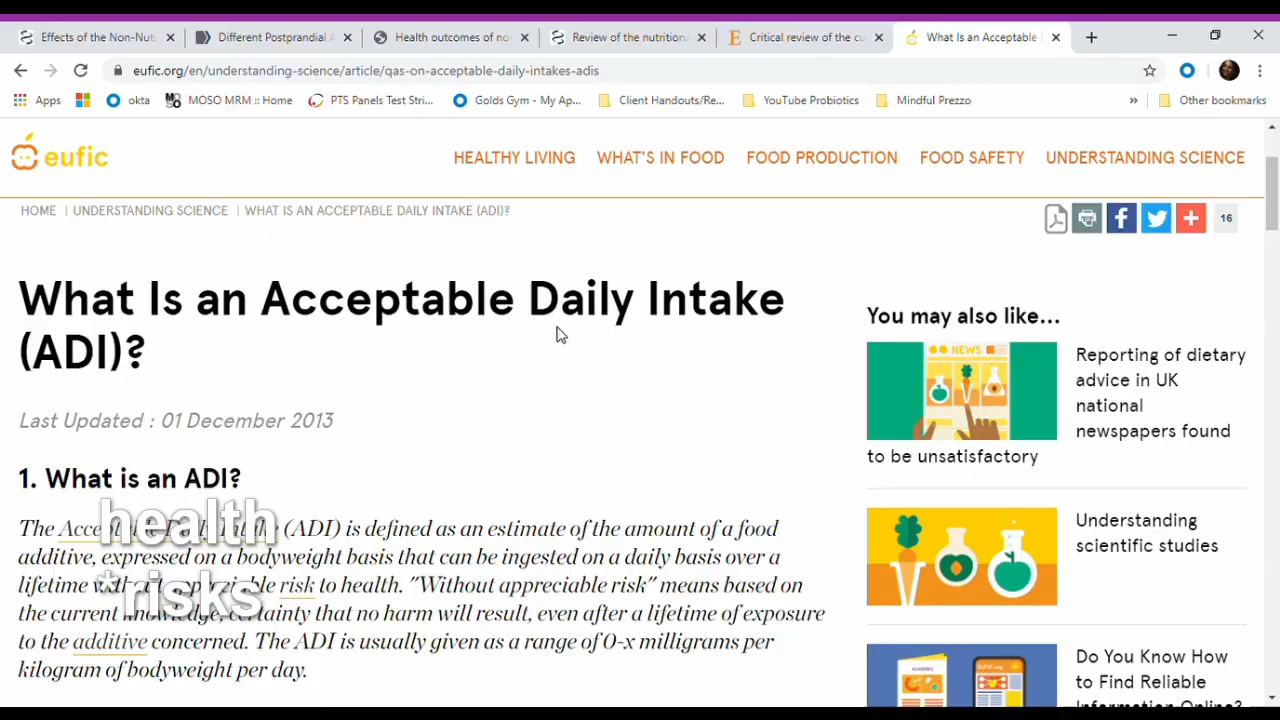 Effects of the Non-Nut
Different Postprandial A
Health outcomes of no
Review of the nutritiona
Critical review of the cu
What Is an Acceptable
eufic.org/en/understanding-science/article/qas-on-acceptable-daily-intakes-adis
Apps
okta
MOSO MRM :: Home
PTS Panels Test Stri...
Golds Gym - My Ap...
Client Handouts/Re...
YouTube Probiotics
Mindful Prezzo
»
Other bookmarks
eufic
HEALTHY LIVING
WHAT'S IN FOOD
FOOD PRODUCTION
FOOD SAFETY
UNDERSTANDING SCIENCE
HOME | UNDERSTANDING SCIENCE | WHAT IS AN ACCEPTABLE DAILY INTAKE (ADI)?
16
What Is an Acceptable Daily Intake
(ADI)?
Last Updated : 01 December 2013
1. What is an ADI?
The (ADI) is defined as an estimate of the amount of a food
additive, expressed on a bodyweight basis that can be ingested on a daily basis over a
lifetime risk to health. "Without appreciable risk" means based on
the current certainty that no harm will result, even after a lifetime of exposure
to the additive concerned. The ADI is usually given as a range of 0-x milligrams per
kilogram of bodyweight per day.
health
*risks
You may also like...
NEWS
Reporting of dietary
advice in UK
national
newspapers found
to be unsatisfactory
Understanding
scientific studies
Do You Know How
to Find Reliable
Information Online?